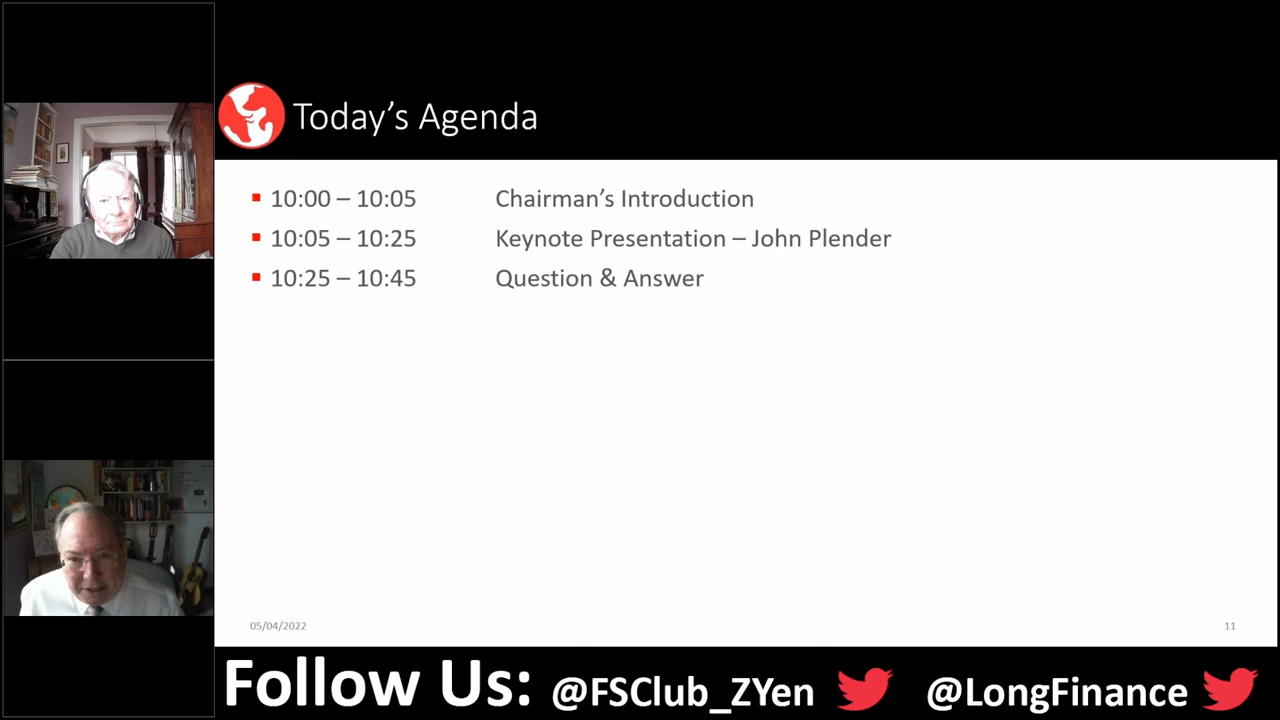 Today’s Agenda
▪ 10:00 – 10:05 Chairman’s Introduction
▪ 10:05 – 10:25 Keynote Presentation – John Plender
▪ 10:25 – 10:45 Question & Answer
05/04/2022 11
Follow Us: @FSClub_ZYen @LongFinance